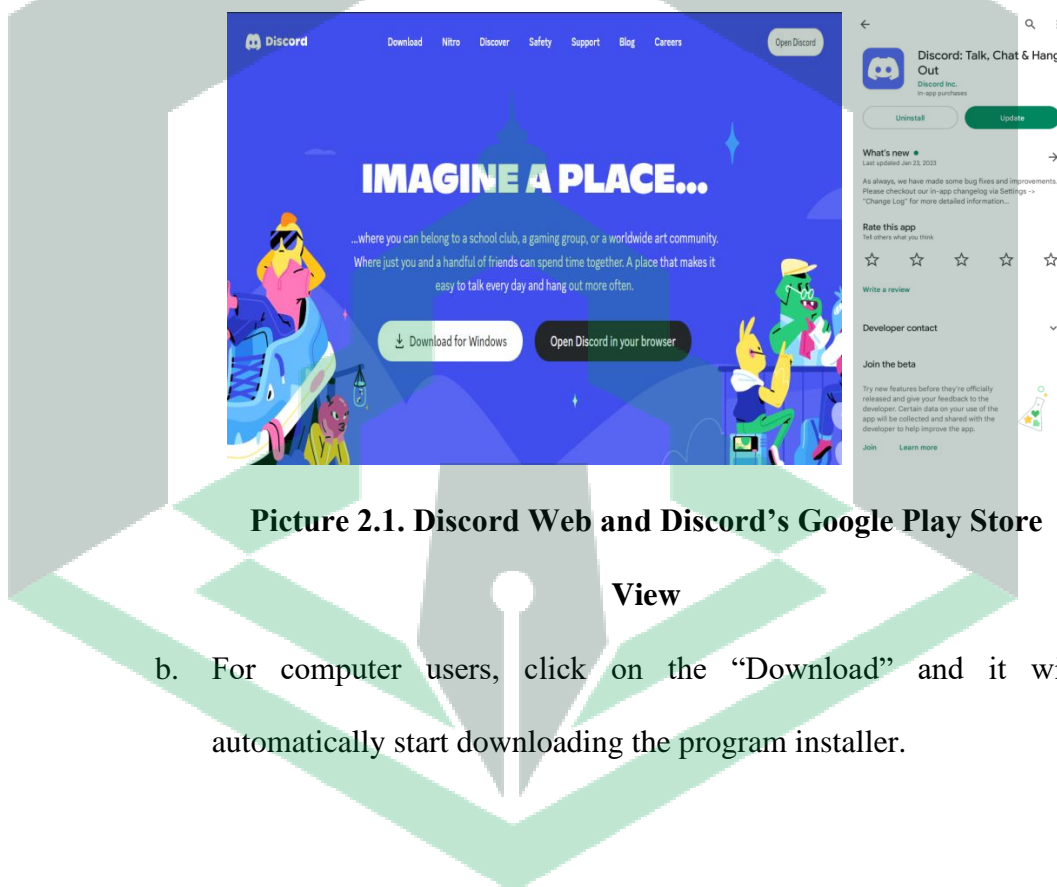 Discord
Download Nitro Discover Safety Support Blog Careers
Open Discord
IMAGINE A PLACE...
...where you can belong to a school club, a gaming group, or a worldwide art community.
Where just you and a handful of friends can spend time together. A place that makes it
easy to talk every day and hang out more often.
Download for Windows
Open Discord in your browser
Discord: Talk, Chat & Hang
Out
Discord Inc.
In-app purchases
Uninstall
Update
What's new
Last updated Jan 23, 2023
As always, we have made some bug fixes and improvements.
Please checkout our in-app changelog via Settings ->
"Change Log" for more detailed information...
Rate this app
Tell others what you think
Write a review
Developer contact
Join the beta
Try new features before they're officially
released and give your feedback to the
developer. Certain data on your use of the
app will be collected and shared with the
developer to help improve the app.
Join Learn more
Picture 2.1. Discord Web and Discord’s Google Play Store
View
b. For computer users, click on the “Download” and it
automatically start downloading the program installer.